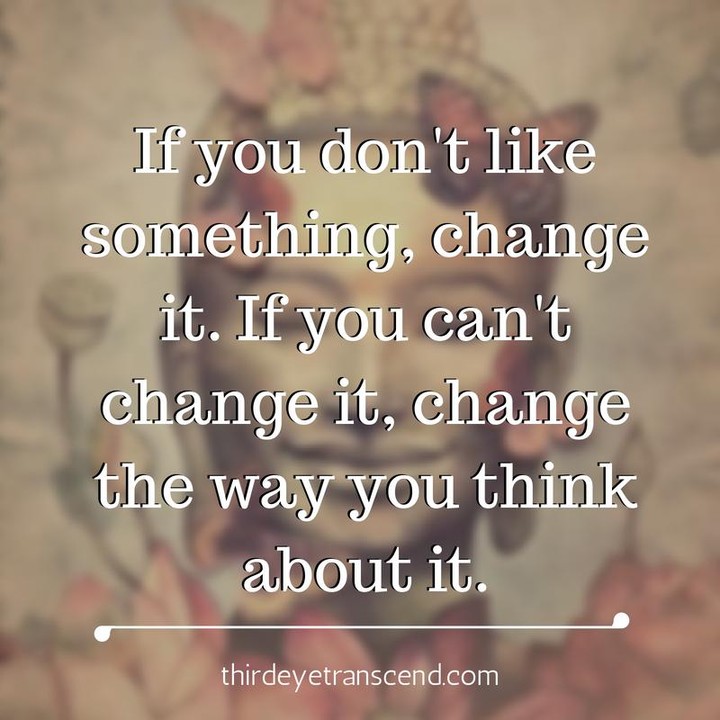 If you don't like
something, change
it. If you can't
change it, change
the way you think
about it.
thirdeyetranscend.com